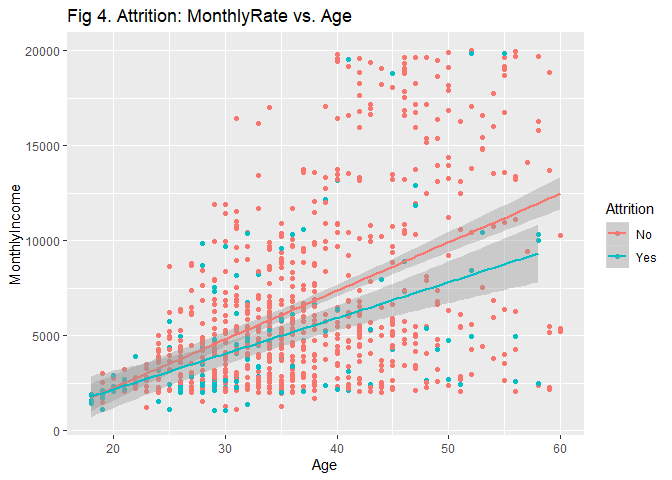 Fig 4. Attrition: MonthlyRate vs. Age
20000
15000
10000
5000
0
MonthlyIncome
20
30
40
50
60
Age
Attrition
No
Yes